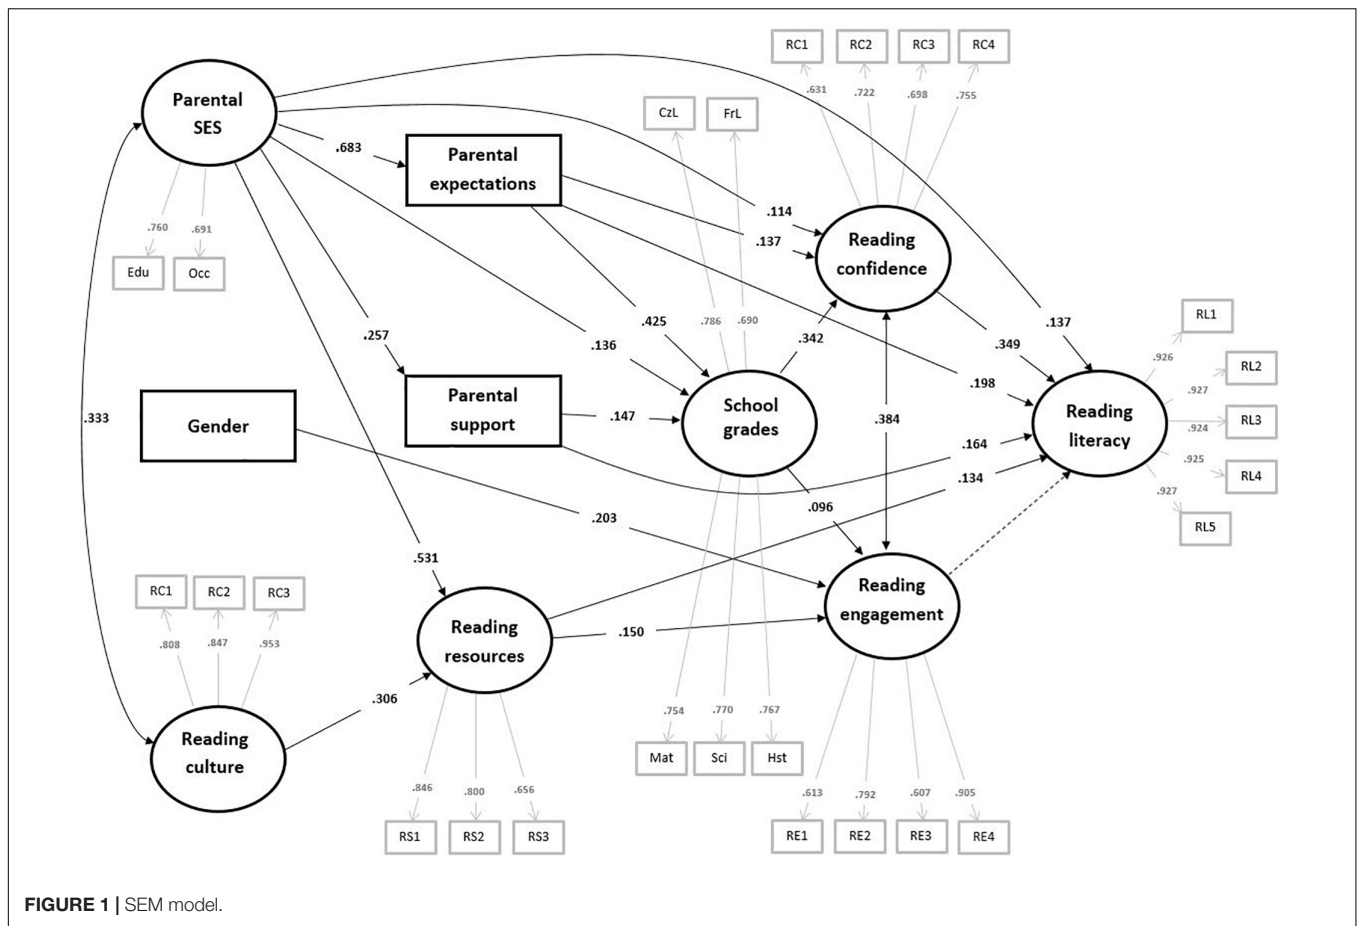 RC1 RC2 RC3 RC4
.631 .722 .698 .755
Parental
SES
CzL FrL
.683
Parental
expectations
.114
.137
Reading
confidence
.760 .691
Edu Occ
.257
.136
.425
.786 .690
.342
.349
.137
.198
RL1
.926
RL2
.927
RL3
.924
RL4
.925
RL5
.927
Gender
.333
Parental
support
.147
School
grades
.384
Reading
literacy
.164
.134
.203
.096
.531
Reading
engagement
RC1 RC2 RC3
.808 .847 .953
Reading
resources
.150
.306
Reading
culture
.754 .770 .767
Mat Sci Hst
.846 .800 .656
RS1 RS2 RS3
.613 .792 .607 .905
RE1 RE2 RE3 RE4
FIGURE 1 | SEM model.